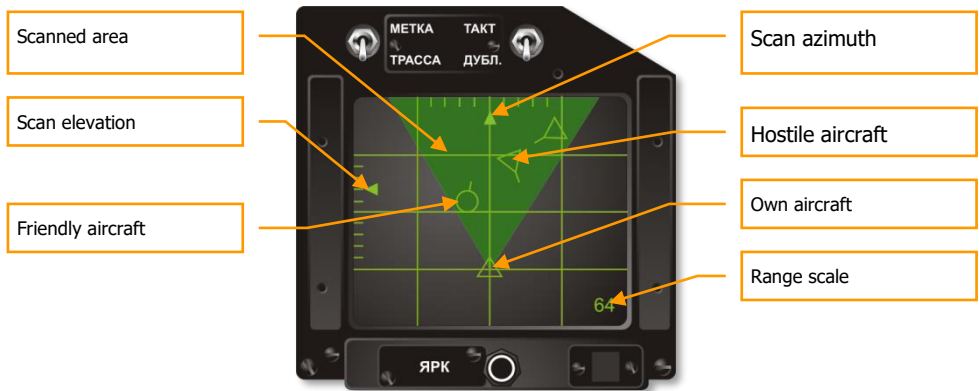 Scanned area
Scan elevation
Friendly aircraft
МЕТКА ТАКТ
ТРАССА ДУБЛ.
64
ЯРК
Scan azimuth
Hostile aircraft
Own aircraft
Range scale